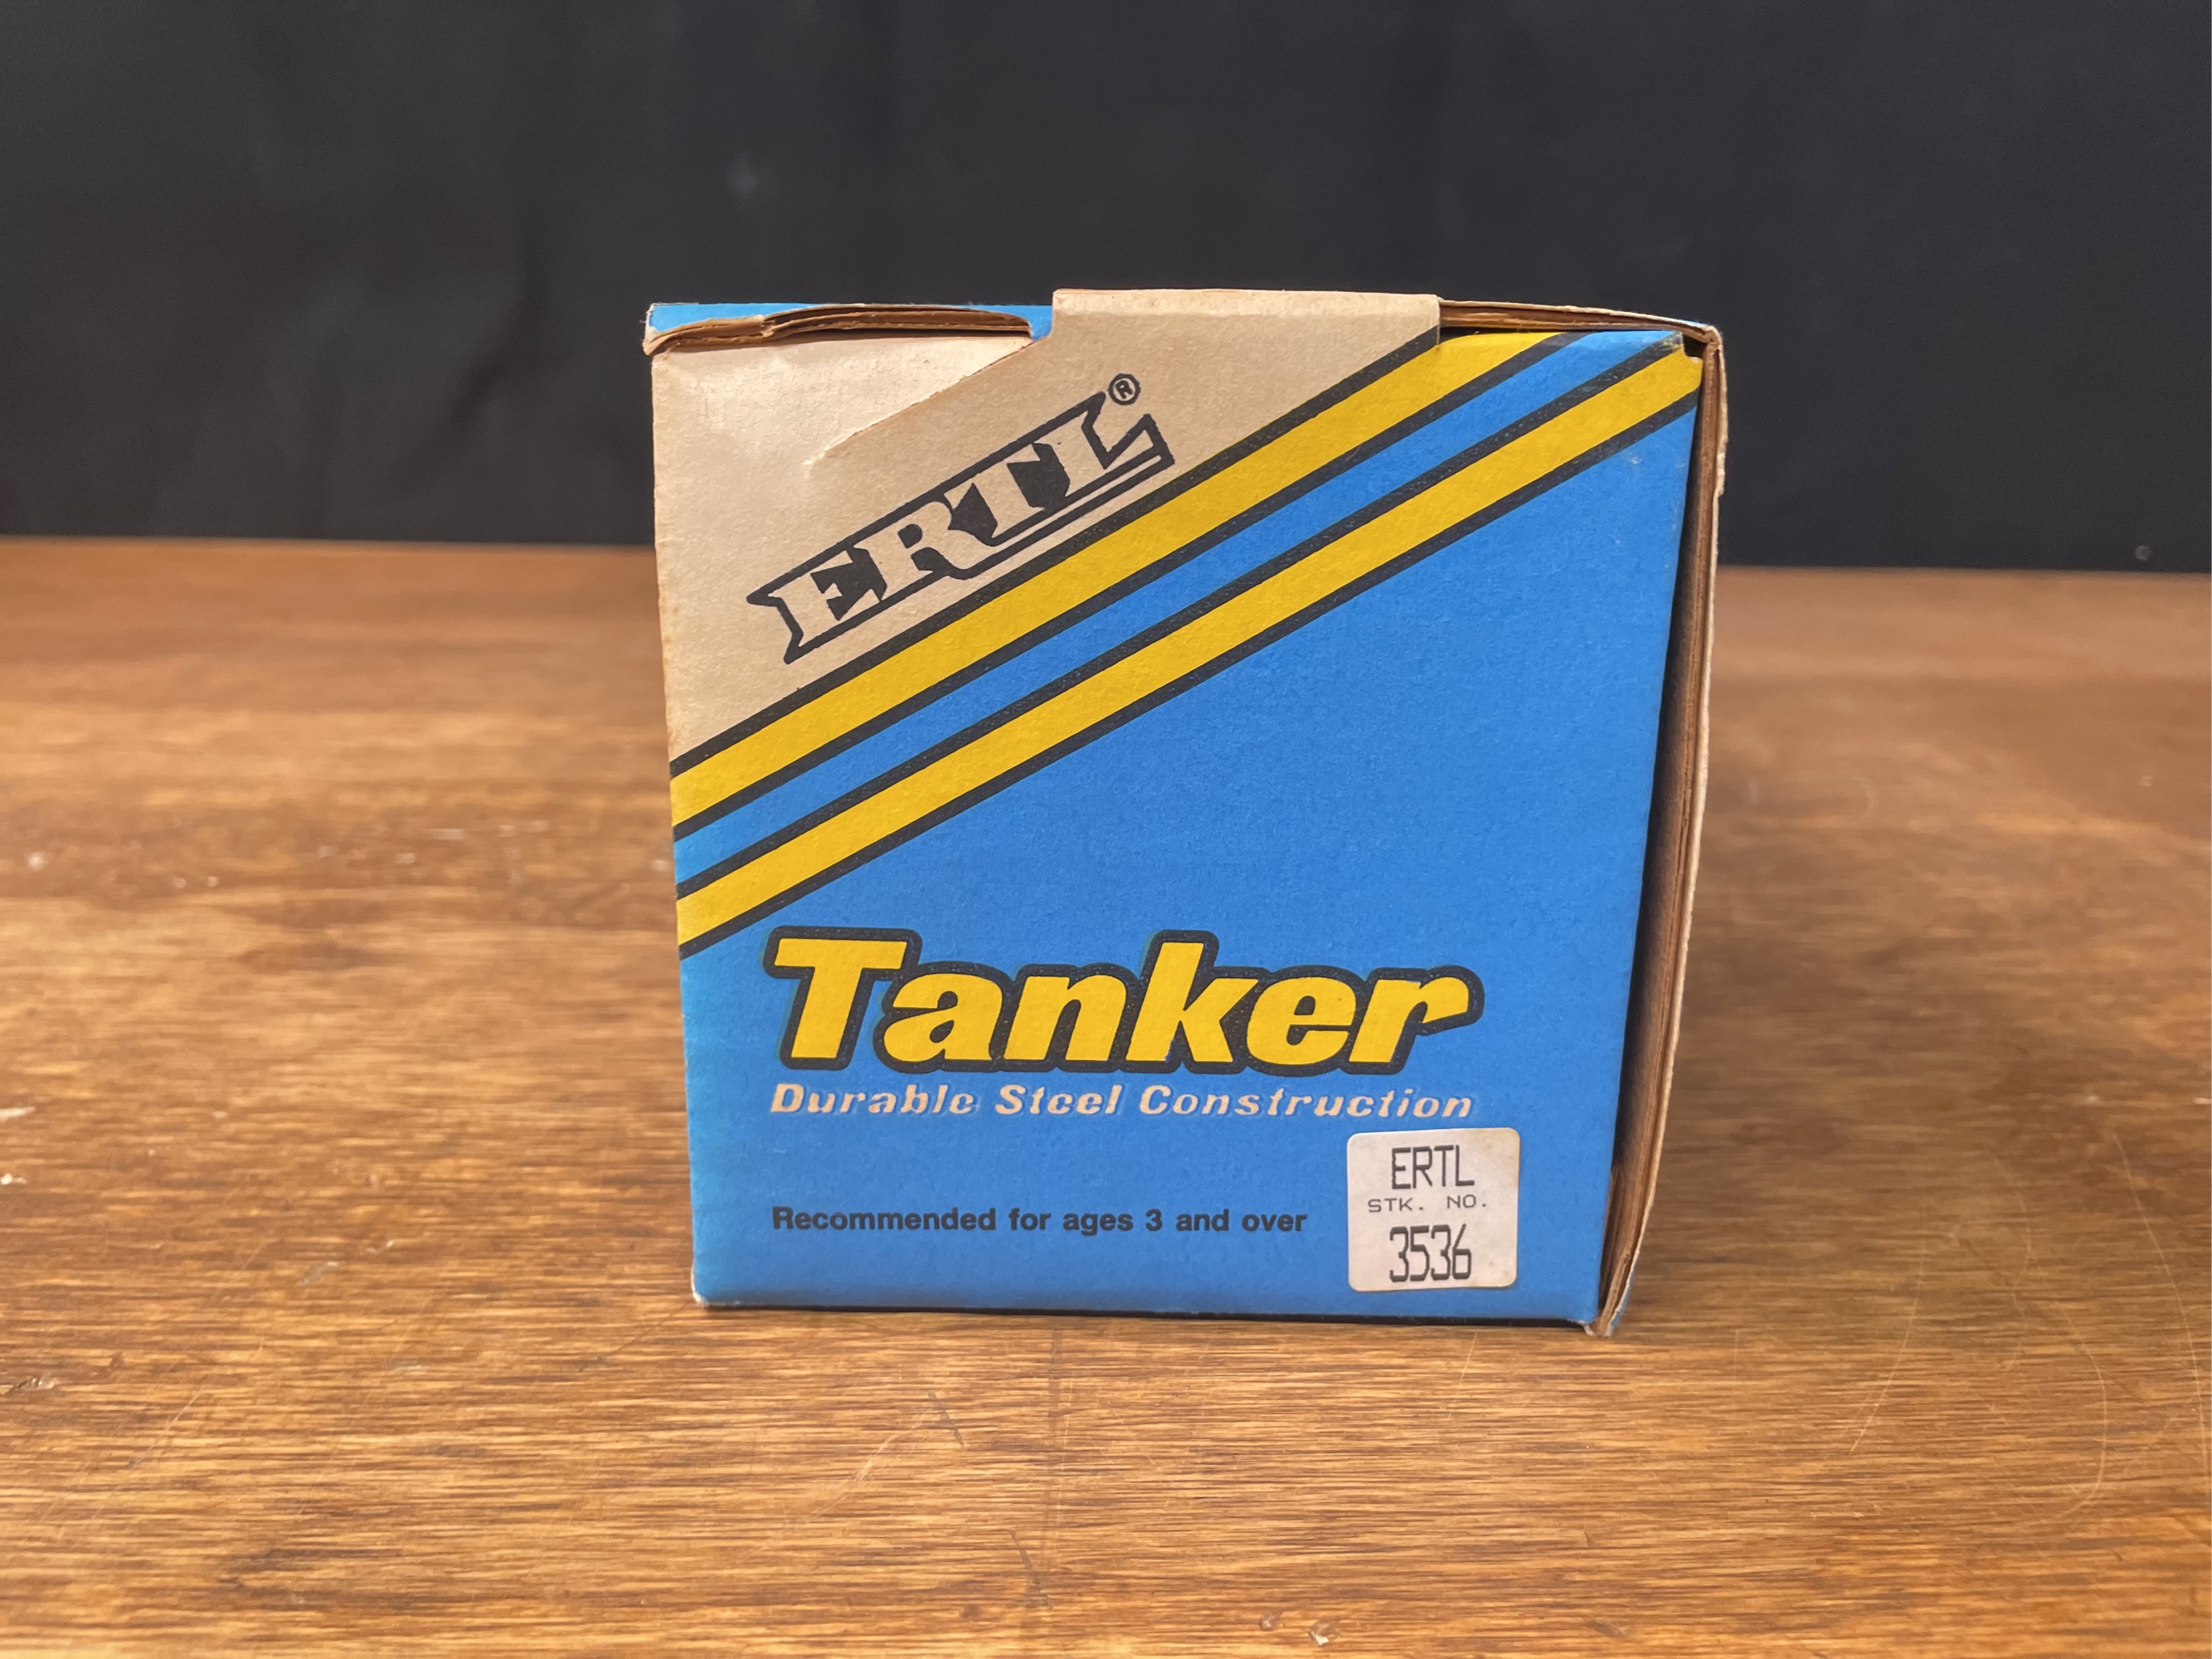 ERTL®
Tanker
Durable Steel Construction
Recommended for ages 3 and over
ERTL
STK. NO.
3536